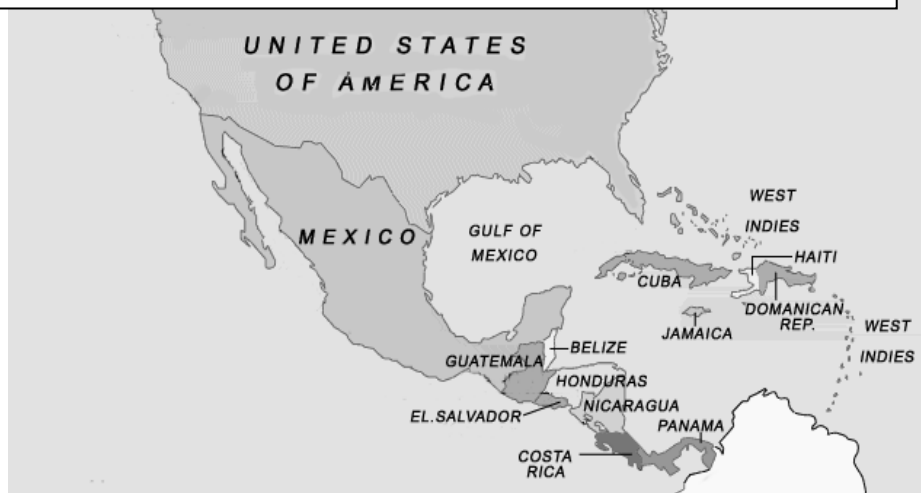 UNITED STATES
OF AMERICA
MEXICO
GULF OF
MEXICO
WEST
INDIES
HAITI
CUBA
DOMANICAN
REP.
JAMAICA
WEST
INDIES
BELIZE
GUATEMALA
HONDURAS
NICARAGUA
EL.SALVADOR
PANAMA
COSTA
RICA